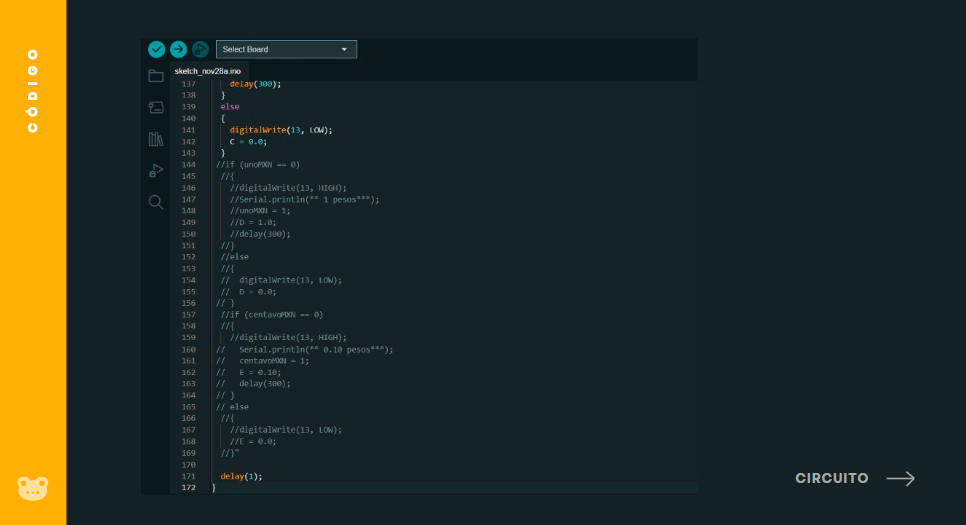 CÓDIGO
Select Board
sketch_nov28a.ino
137 delay(300);
138 }
139 else
140 {
141 digitalWrite(13, LOW);
142 C = 0.0;
143 }
144 //if (unoMXN == 0)
145 //{
146 //digitalWrite(13, HIGH);
147 //Serial.println(** 1 pesos***);
148 //unoMXN = 1;
149 //D = 1.0;
150 //delay(300);
151 //}
152 //else
153 //{
154 // digitalWrite(13, LOW);
155 // D = 0.0;
156 // }
157 //if (centavoMXN == 0)
158 //{
159 //digitalWrite(13, HIGH);
160 // Serial.println(** 0.10 pesos***);
161 // centavoMXN = 1;
162 // E = 0.10;
163 // delay(300);
164 // }
165 // else
166 //{
167 //digitalWrite(13, LOW);
168 //E = 0.0;
169 //}"
170
171 delay(1);
172 }
CIRCUITO